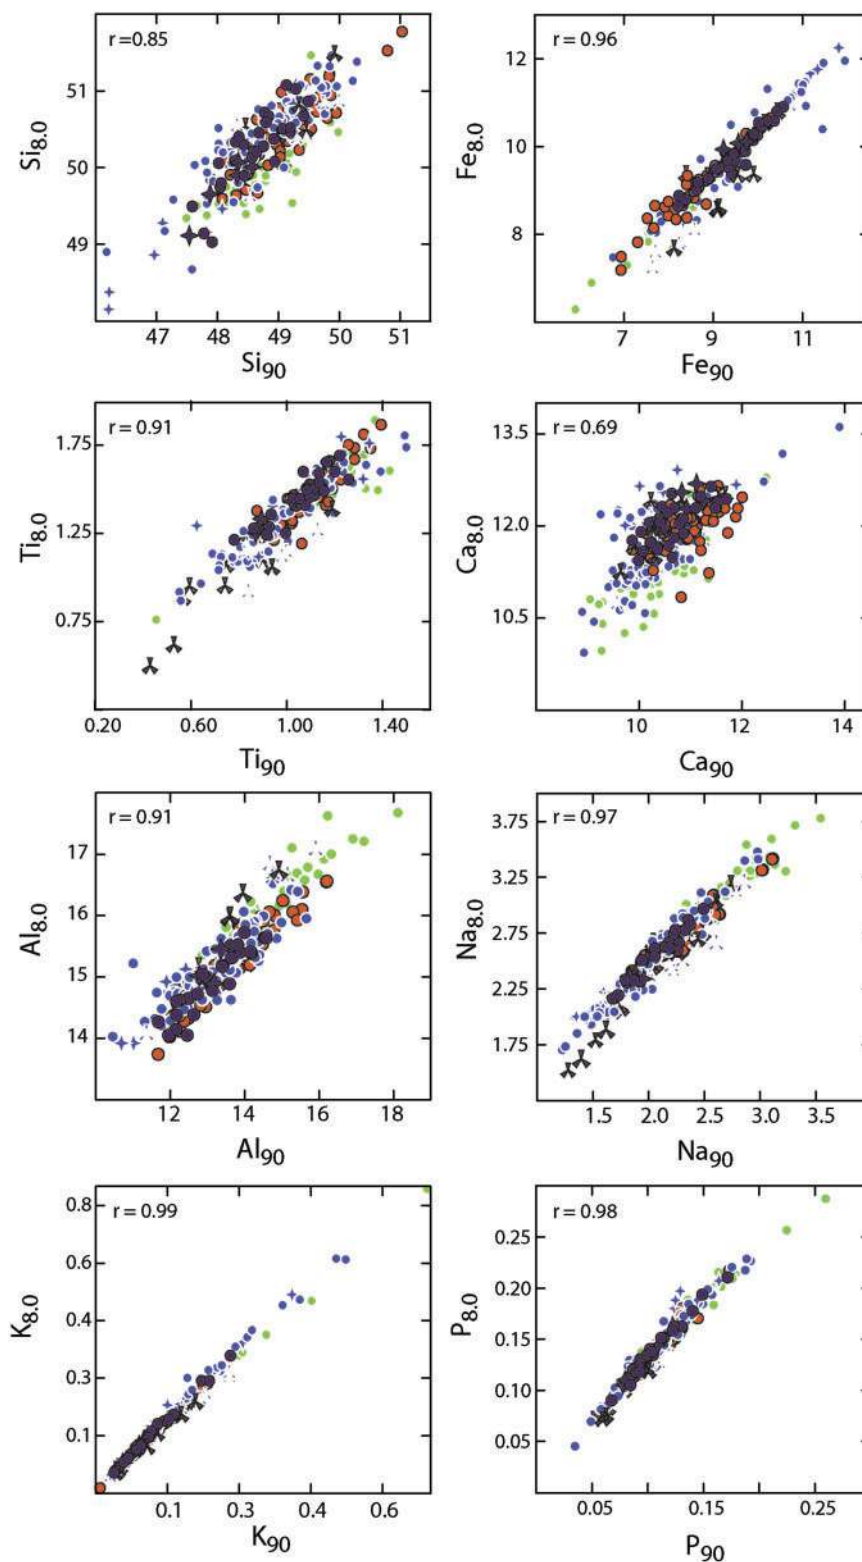 r=0.85
51
50
49
Si8.0
47 48 49 50 51
Si90
r = 0.96
12
10
8
Fe8.0
7 9 11
Fe90
r = 0.91
1.75
1.25
0.75
Ti8.0
0.20 0.60 1.00 1.40
Ti90
r = 0.69
13.5
12.0
10.5
Ca8.0
10 12 14
Ca90
r = 0.91
17
16
15
14
Al8.0
12 14 16 18
Al90
r = 0.97
3.75
3.25
2.75
2.25
1.75
Na8.0
1.5 2.0 2.5 3.0 3.5
Na90
r = 0.99
0.8
0.6
0.4
0.3
0.1
K8.0
0.1 0.3 0.4 0.6
K90
r = 0.98
0.25
0.20
0.15
0.10
0.05
P8.0
0.05 0.15 0.25
P90